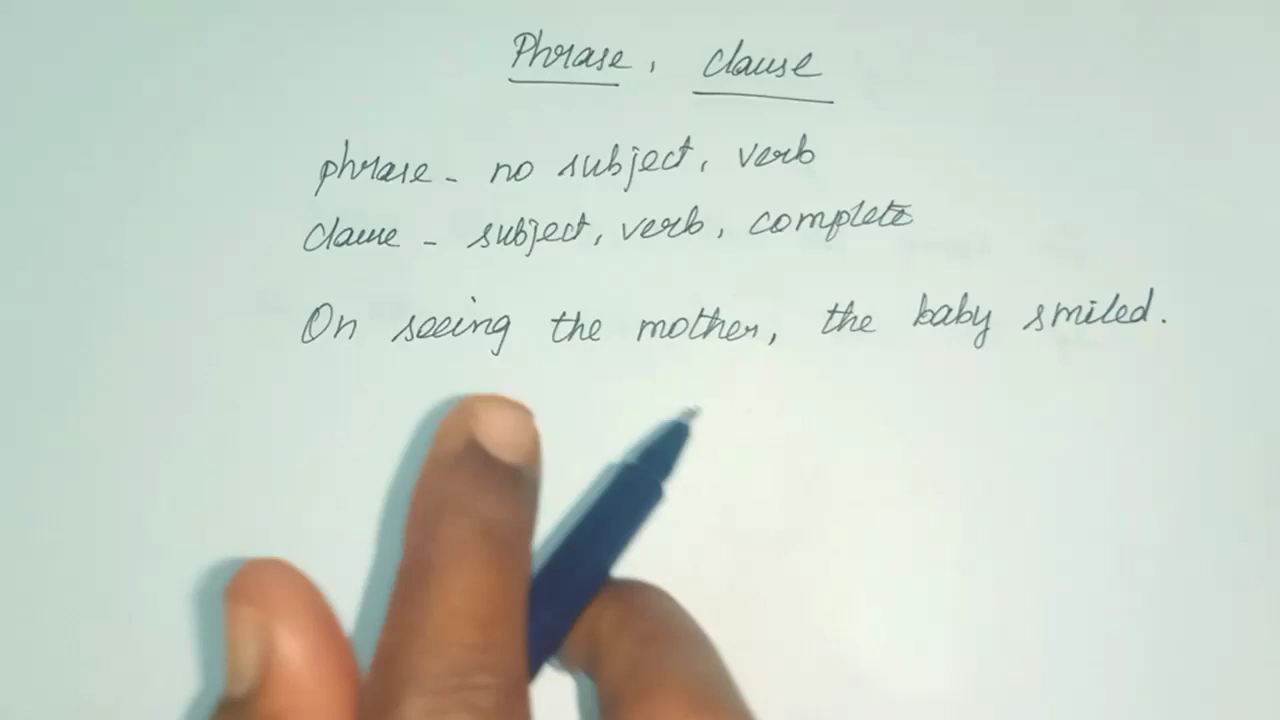 Phrase, clause
phrase - no subject, verb
clause - subject, verb, complete
On seeing the mother, the baby smiled.